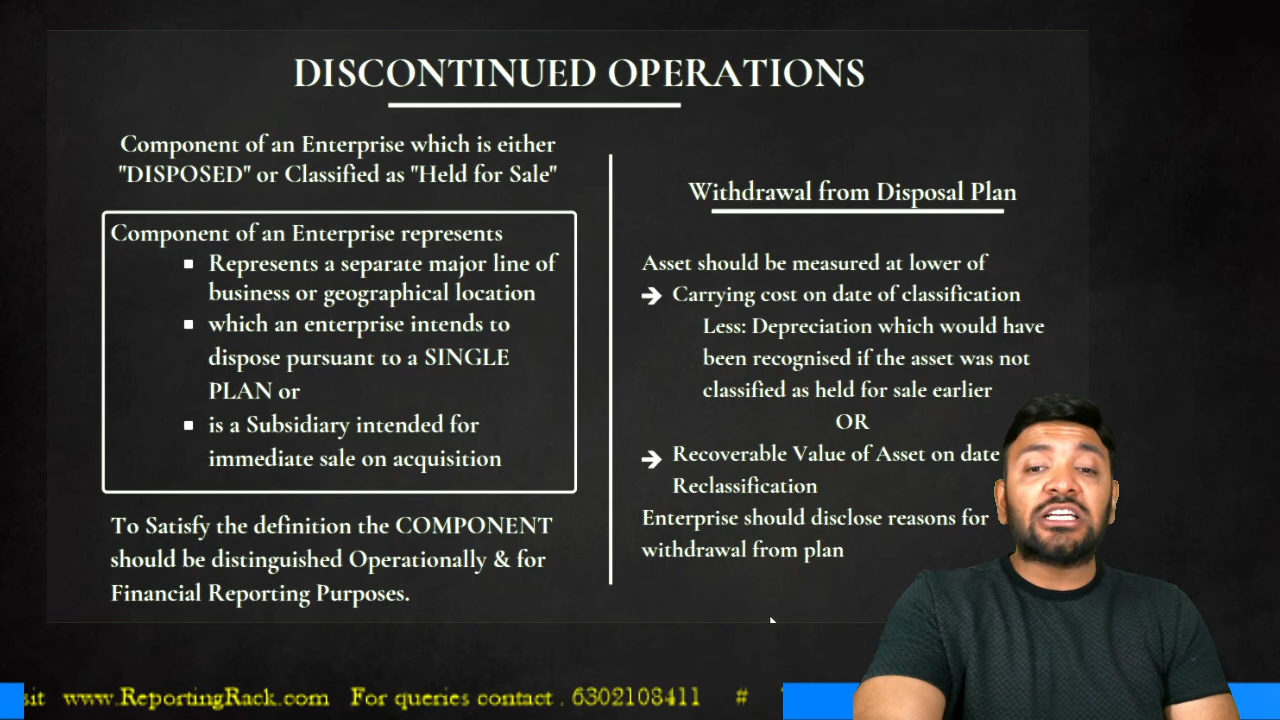 DISCONTINUED OPERATIONS
Component of an Enterprise which is either
"DISPOSED" or Classified as "Held for Sale"
Component of an Enterprise represents
▪ Represents a separate major line of
business or geographical location
▪ which an enterprise intends to
dispose pursuant to a SINGLE
PLAN or
▪ is a Subsidiary intended for
immediate sale on acquisition
To Satisfy the definition the COMPONENT
should be distinguished Operationally & for
Financial Reporting Purposes.
Withdrawal from Disposal Plan
Asset should be measured at lower of
➔ Carrying cost on date of classification
Less: Depreciation which would have
been recognised if the asset was not
classified as held for sale earlier
OR
➔ Recoverable Value of Asset on date
Reclassification
Enterprise should disclose reasons for
withdrawal from plan
www.ReportingRack.com For queries contact . 6302108411 #